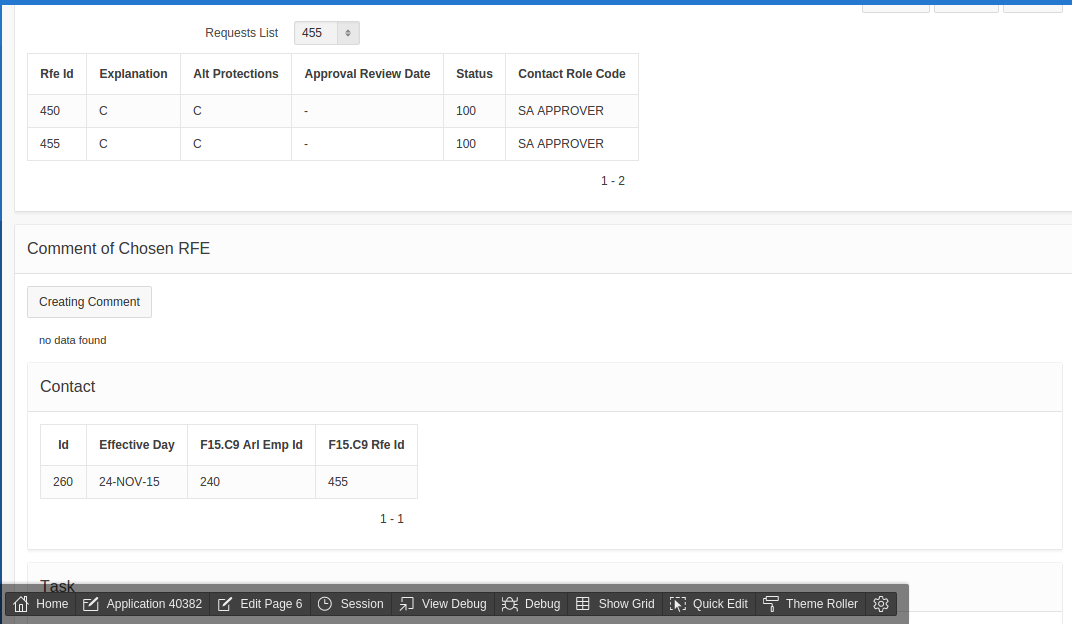 Requests List 455
Rfe Id Explanation Alt Protections Approval Review Date Status Contact Role Code
450 C C - 100 SA APPROVER
455 C C - 100 SA APPROVER
1 - 2
Comment of Chosen RFE
Creating Comment
no data found
Contact
Id Effective Day F15.C9 Arl Emp Id F15.C9 Rfe Id
260 24-NOV-15 240 455
1 - 1
Task
Home Application 40382 Edit Page 6 Session View Debug Debug Show Grid Quick Edit Theme Roller